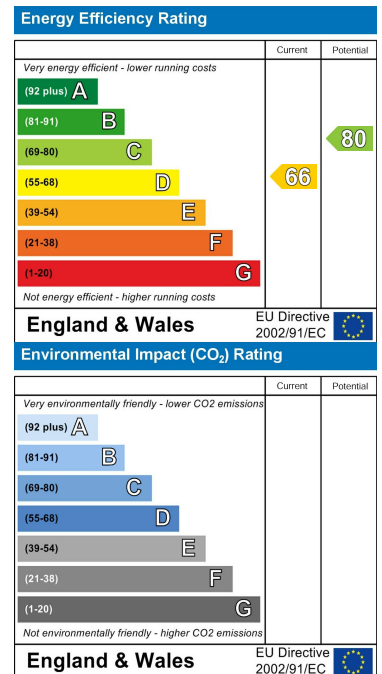 Energy Efficiency Rating
Current Potential
Very energy efficient - lower running costs
(92 plus) A
(81-91) B
(69-80) C
(55-68) D
(39-54) E
(21-38) F
(1-20) G
80
66
Not energy efficient - higher running costs
England & Wales
EU Directive
2002/91/EC
Environmental Impact (CO₂) Rating
Current Potential
Very environmentally friendly - lower CO2 emissions
(92 plus) A
(81-91) B
(69-80) C
(55-68) D
(39-54) E
(21-38) F
(1-20) G
Not environmentally friendly - higher CO2 emissions
England & Wales
EU Directive
2002/91/EC